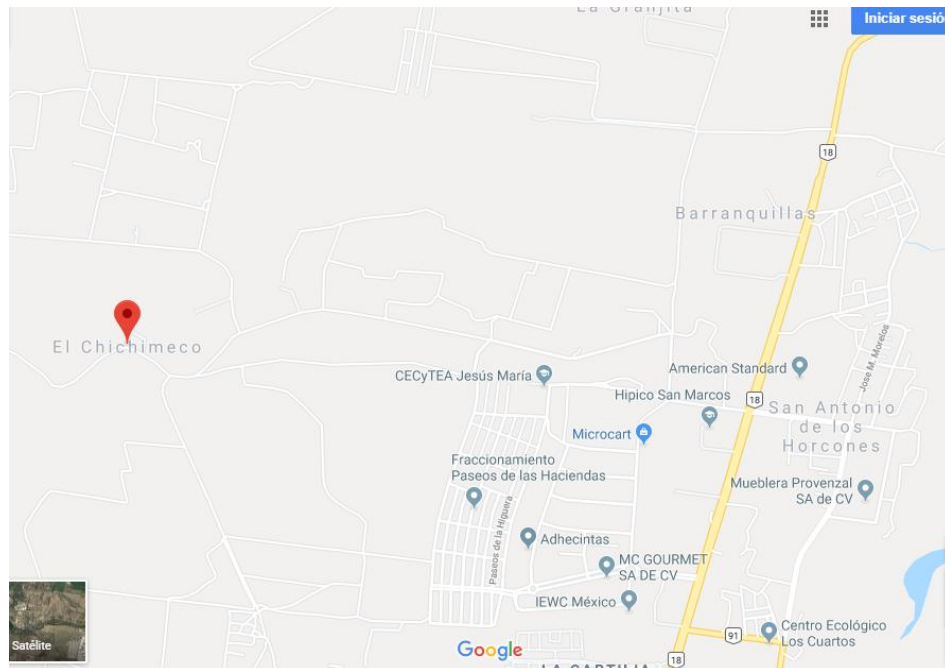 La Granjita
Iniciar sesión
18
Barranquillas
El Chichimeco
Jose M. Morelos
CECyTEA Jesús María
American Standard
Hipico San Marcos
18
San Antonio
de los
Horcones
Microcart
Fraccionamiento
Paseos de las Haciendas
Mueblera Provenzal
SA de CV
Paseos de la Higuera
Adhecintas
MC GOURMET
SA DE CV
IEWC México
Centro Ecológico
Los Cuartos
91
Satélite
Google
18